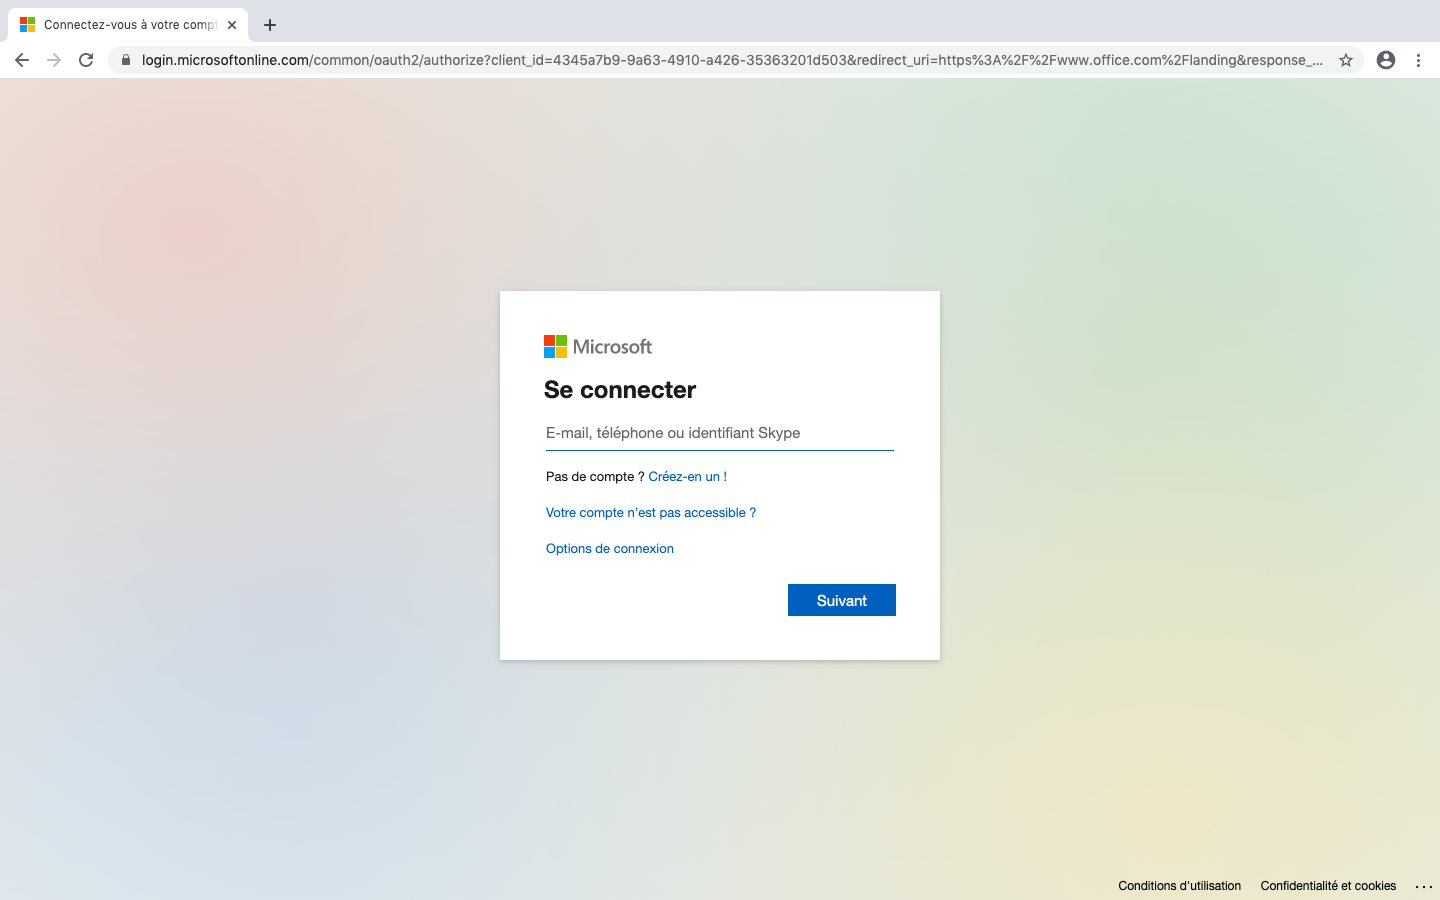 Connectez-vous à votre compt
login.microsoftonline.com/common/oauth2/authorize?client_id=4345a7b9-9a63-4910-a426-35363201d503&redirect_uri=https%3A%2F%2Fwww.office.com%2Flanding&response_...
Microsoft
Se connecter
E-mail, téléphone ou identifiant Skype
Pas de compte ? Créez-en un !
Votre compte n'est pas accessible ?
Options de connexion
Suivant
Conditions d'utilisation Confidentialité et cookies ...